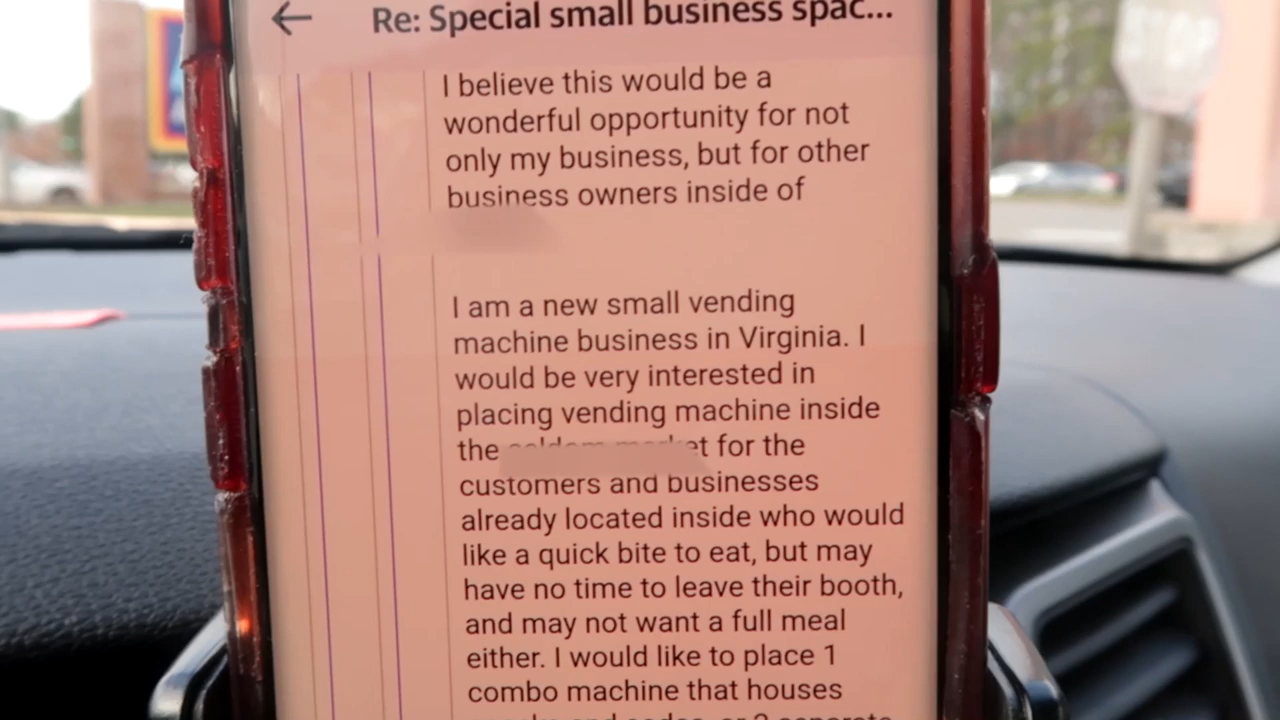 Re: Special small business spac...
I believe this would be a
wonderful opportunity for not
only my business, but for other
business owners inside of
I am a new small vending
machine business in Virginia. I
would be very interested in
placing vending machine inside
the for the
customers and businesses
already located inside who would
like a quick bite to eat, but may
have no time to leave their booth,
and may not want a full meal
either. I would like to place 1
combo machine that houses